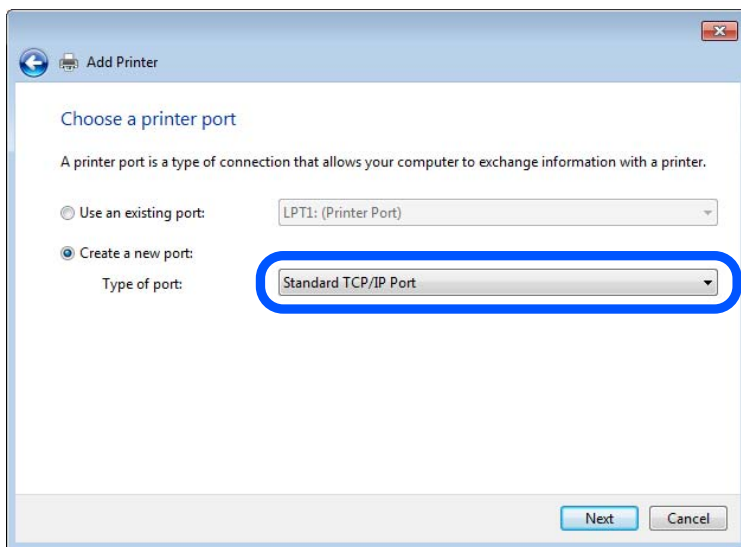 Add Printer
Choose a printer port
A printer port is a type of connection that allows your computer to exchange information with a printer.
Use an existing port: LPT1: (Printer Port)
Create a new port:
Type of port: Standard TCP/IP Port
Next Cancel